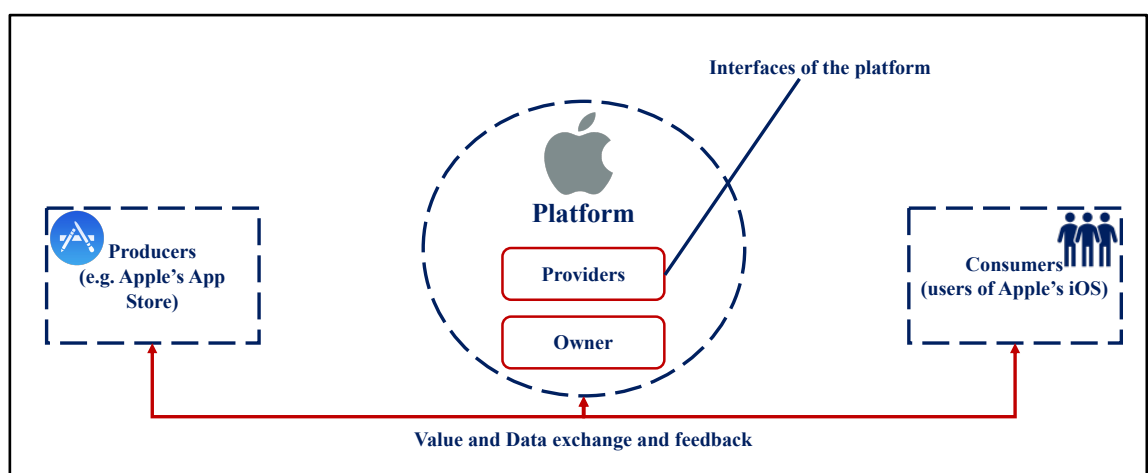 Interfaces of the platform
Platform
Producers
(e.g. Apple’s App
Store)
Providers
Owner
Consumers
(users of Apple’s iOS)
Value and Data exchange and feedback